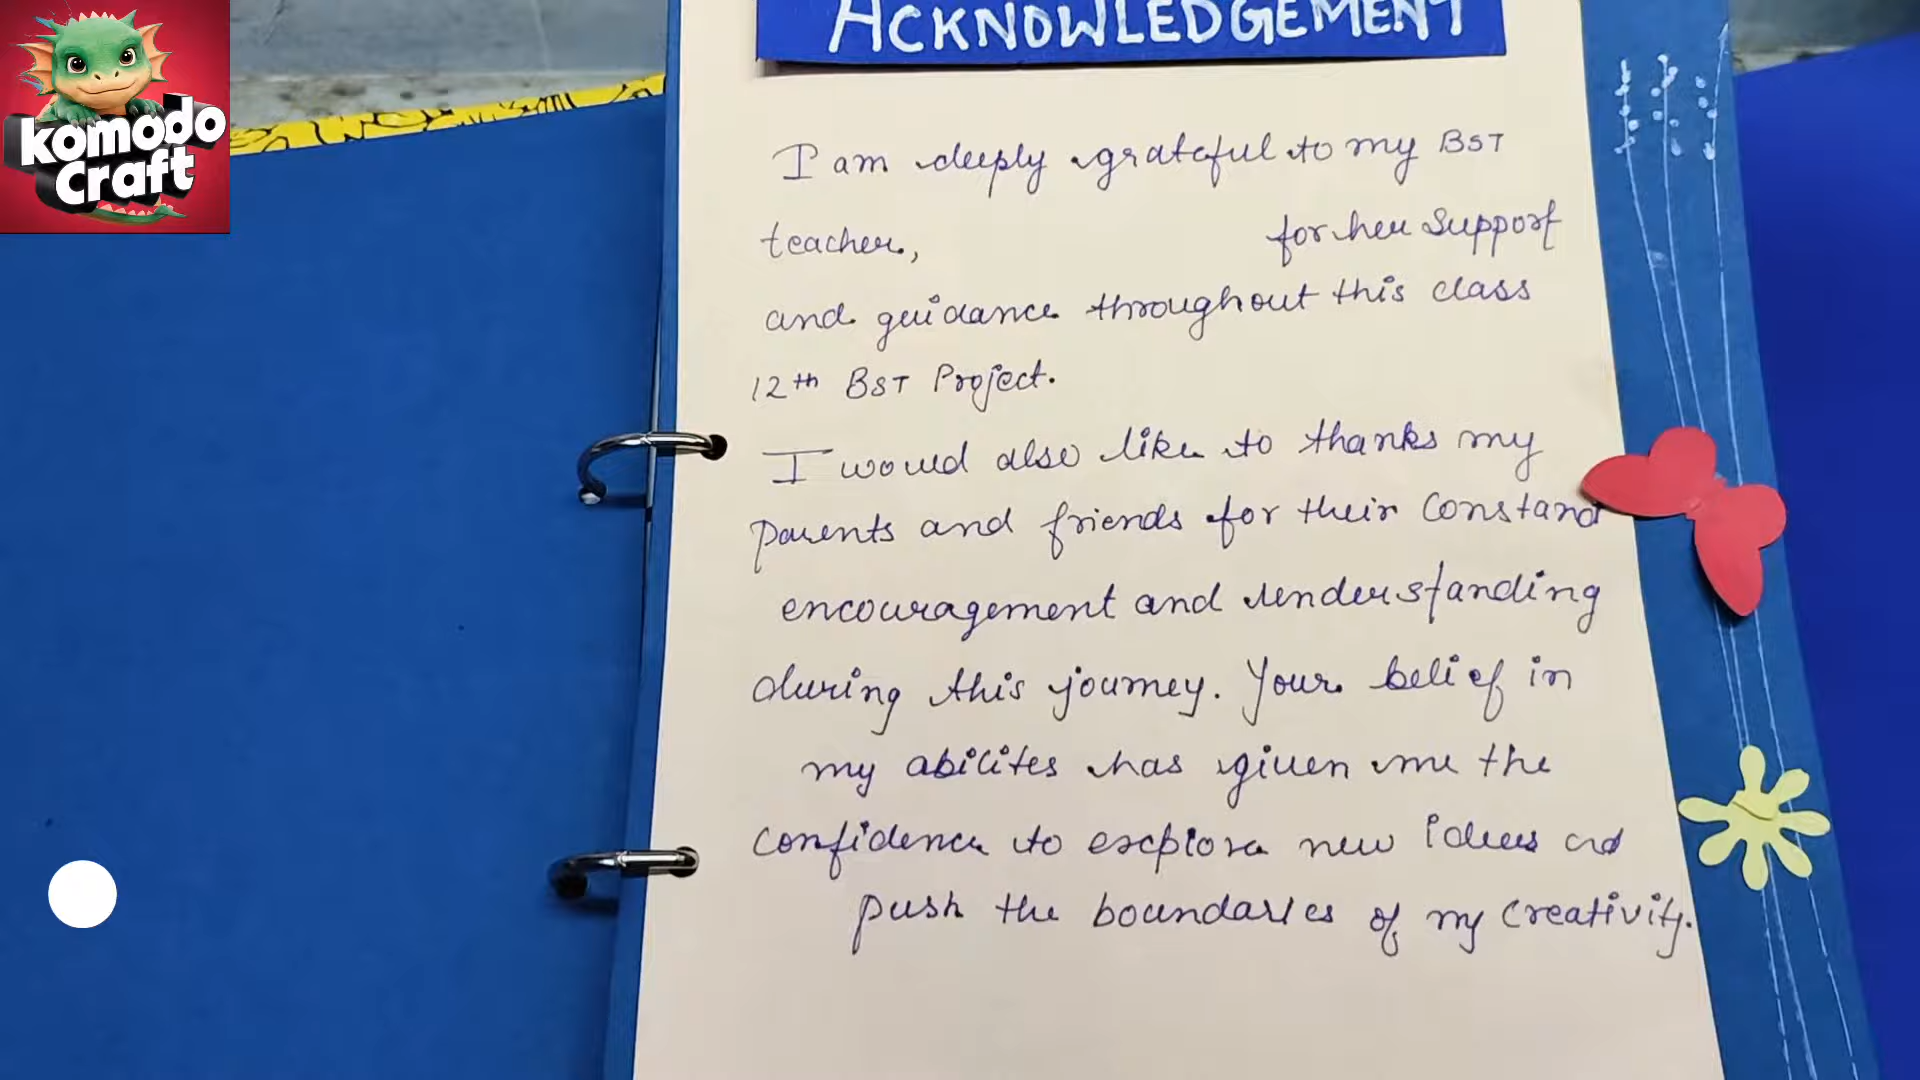 komodo
Craft
ACKNOWLEDGEMENT
I am deeply grateful to my BST
teacher, for her support
and guidance throughout this class
12th BST Project.
I would also like to thanks my
parents and friends for their constand
encouragement and understanding
during this journey. Your belief in
my abilites has given me the
confidence to explore new ideas and
push the boundaries of my creativity.